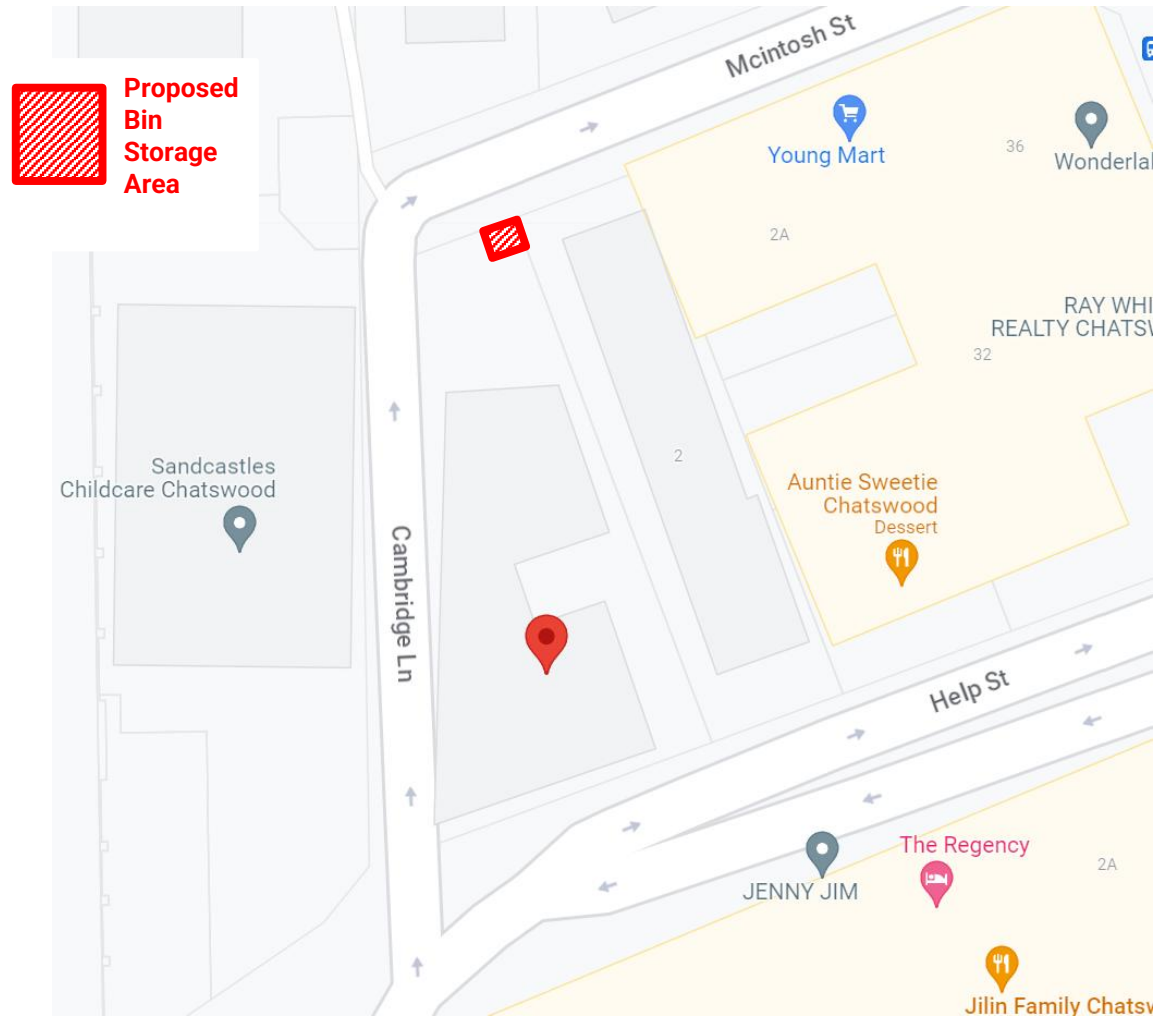 Proposed
Bin
Storage
Area
Mcintosh St
Young Mart
36
Wonderlal
2A
RAY WHI
REALTY CHATSW
32
2
Sandcastles
Childcare Chatswood
Auntie Sweetie
Chatswood
Dessert
Cambridge Ln
Help St
The Regency
2A
JENNY JIM
Jilin Family Chatsw